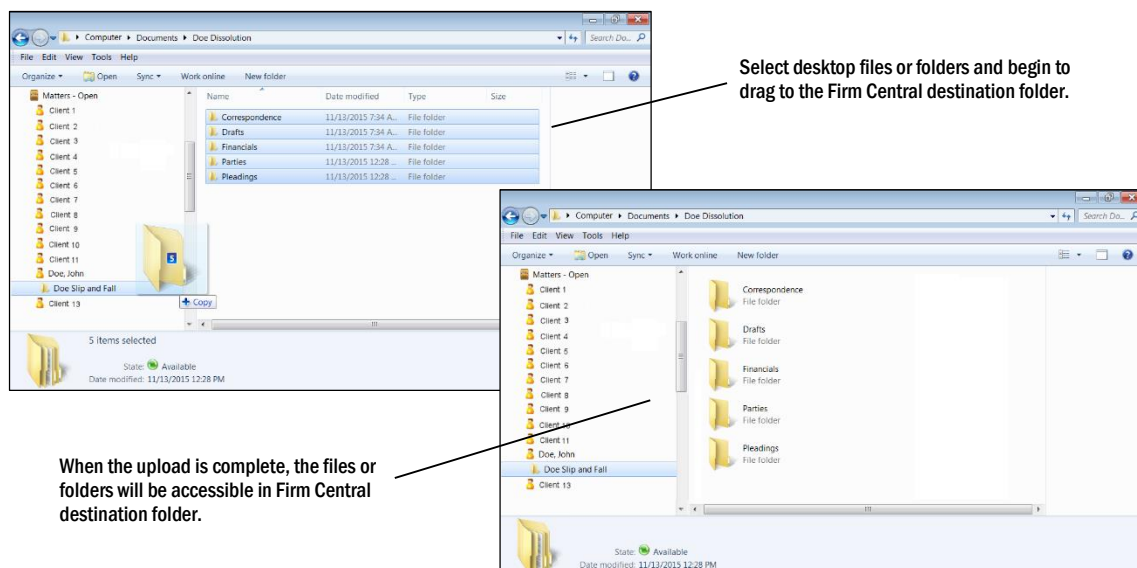 Computer ▸ Documents ▸ Doe Dissolution
Search Do...
File Edit View Tools Help
Organize Open Sync Work online New folder
Matters - Open
Client 1
Client 2
Client 3
Client 4
Client 5
Client 6
Client 7
Client 8
Client 9
Client 10
Client 11
Doe, John
Doe Slip and Fall
Client 13
Name Date modified Type Size
Correspondence 11/13/2015 7:34 A... File folder
Drafts 11/13/2015 7:34 A... File folder
Financials 11/13/2015 7:34 A... File folder
Parties 11/13/2015 12:28 ... File folder
Pleadings 11/13/2015 12:28 ... File folder
5
Copy
5 items selected
State: Available
Date modified: 11/13/2015 12:28 PM
Select desktop files or folders and begin to
drag to the Firm Central destination folder.
Computer ▸ Documents ▸ Doe Dissolution
Search Do...
File Edit View Tools Help
Organize Open Sync Work online New folder
Matters - Open
Client 1
Client 2
Client 3
Client 4
Client 5
Client 6
Client 7
Client 8
Client 9
Client 10
Client 11
Doe, John
Doe Slip and Fall
Client 13
Correspondence
File folder
Drafts
File folder
Financials
File folder
Parties
File folder
Pleadings
File folder
State: Available
Date modified: 11/13/2015 12:28 PM
When the upload is complete, the files or
folders will be accessible in Firm Central
destination folder.